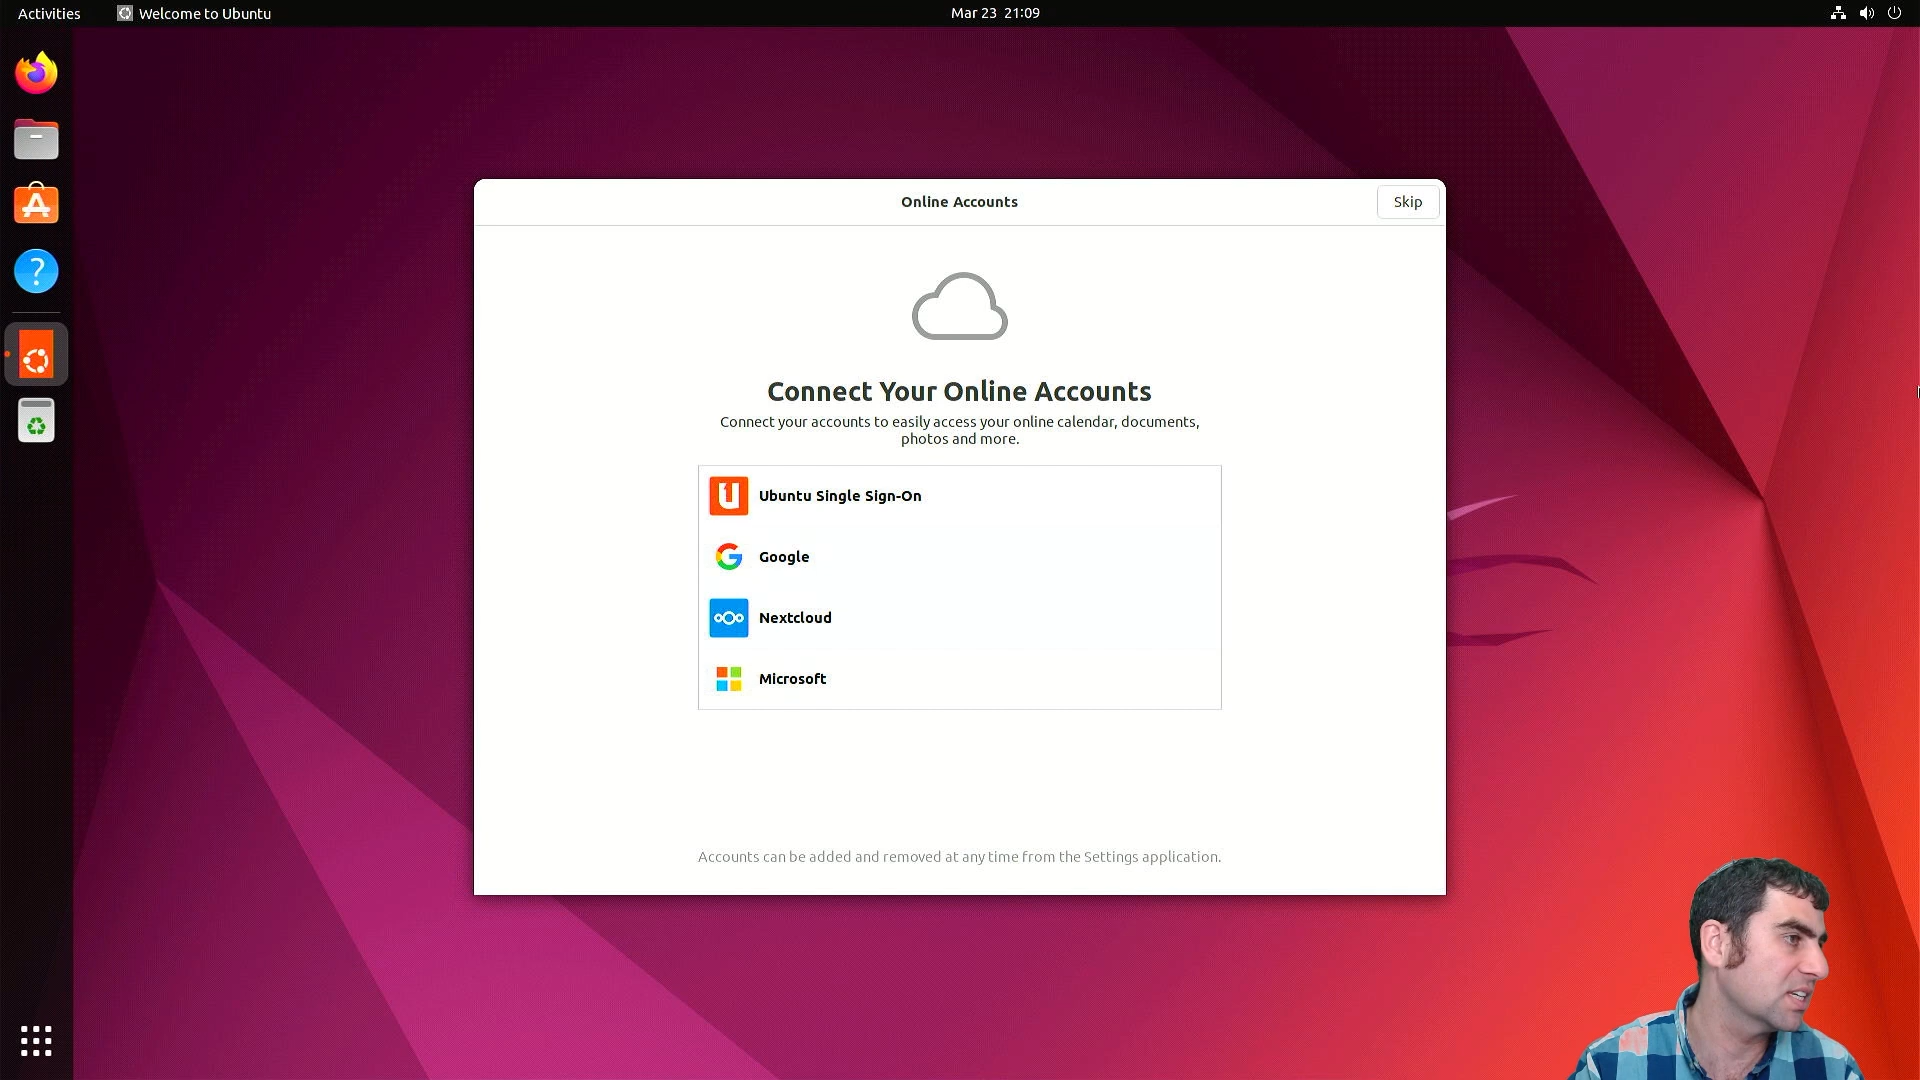 Activities
Welcome to Ubuntu
Mar 23 21:09
Online Accounts
Skip
Connect Your Online Accounts
Connect your accounts to easily access your online calendar, documents,
photos and more.
Ubuntu Single Sign-On
Google
Nextcloud
Microsoft
Accounts can be added and removed at any time from the Settings application.